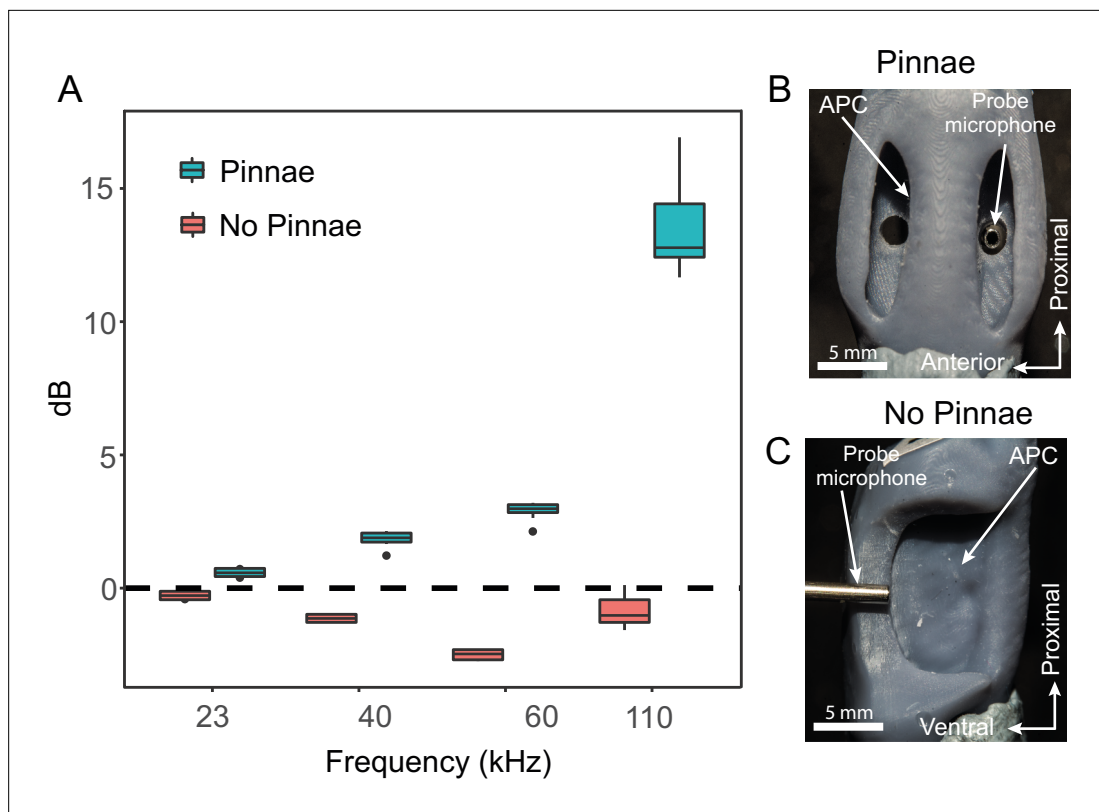 A
dB
15
10
5
0
Pinnae
No Pinnae
23
40
60
110
Frequency (kHz)
Pinnae
B
APC
Probe
microphone
Proximal
5 mm
Anterior
No Pinnae
C
Probe
microphone
APC
Proximal
5 mm
Ventral